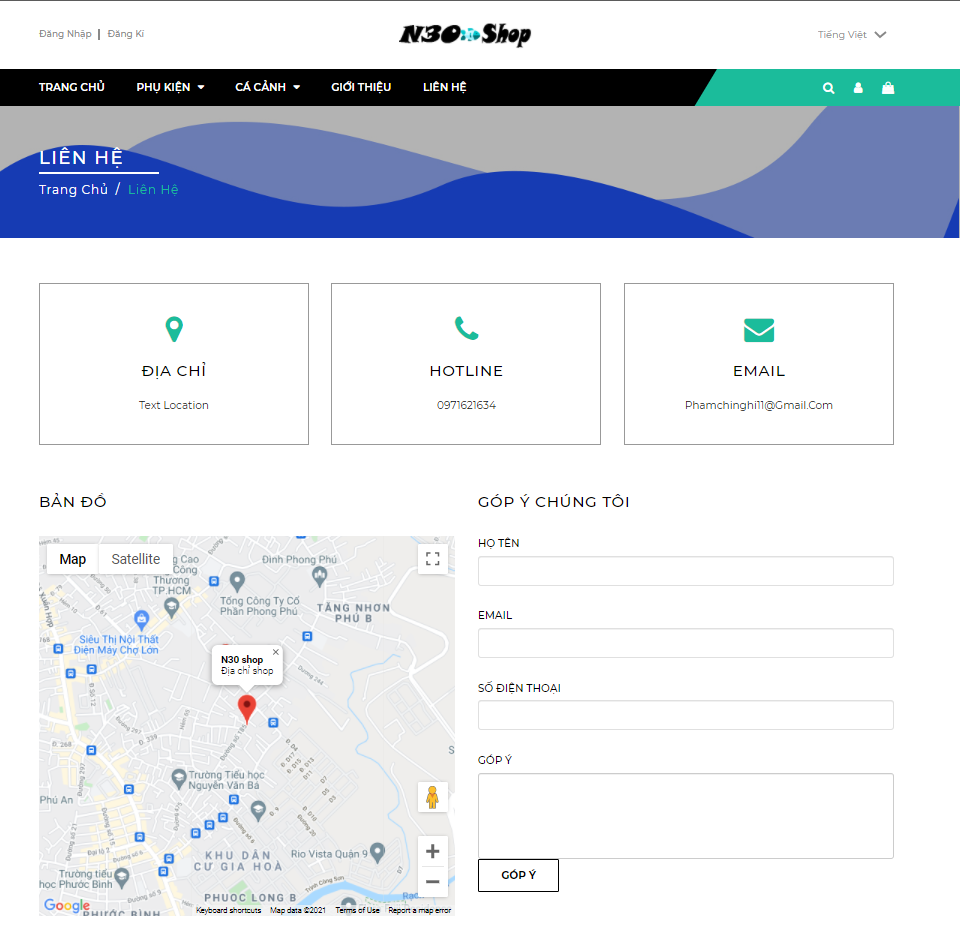 Đăng Nhập | Đăng Kí
N30 Shop
Tiếng Việt
TRANG CHỦ
PHỤ KIỆN
CÁ CẢNH
GIỚI THIỆU
LIÊN HỆ
LIÊN HỆ
Trang Chủ / Liên Hệ
ĐỊA CHỈ
Text Location
HOTLINE
0971621634
EMAIL
Phamchinghi11@Gmail.Com
BẢN ĐỒ
Map
Satellite
g Cao
Công
Thương
TP.HCM
Đình Phong Phú
Tổng Công Ty Cổ
Phần Phong Phú
TĂNG NHƠN
PHÚ B
Siêu Thị Nội Thất
Điện Máy Chợ Lớn
N30 shop
Địa chỉ shop
Đường 244
Đ. 268
Đ. 339
Trường Tiểu học
Nguyễn Văn Bá
Phú An
KHU DÂN
CƯ GIA HOÀ
Rio Vista Quận 9
Trường tiểu
học Phước Bình
PHUOC LONG B
PHƯỚC BÌNH
Google
Keyboard shortcuts
Map data ©2021
Terms of Use
Report a map error
GÓP Ý CHÚNG TÔI
HỌ TÊN
EMAIL
SỐ ĐIỆN THOẠI
GÓP Ý
GÓP Ý